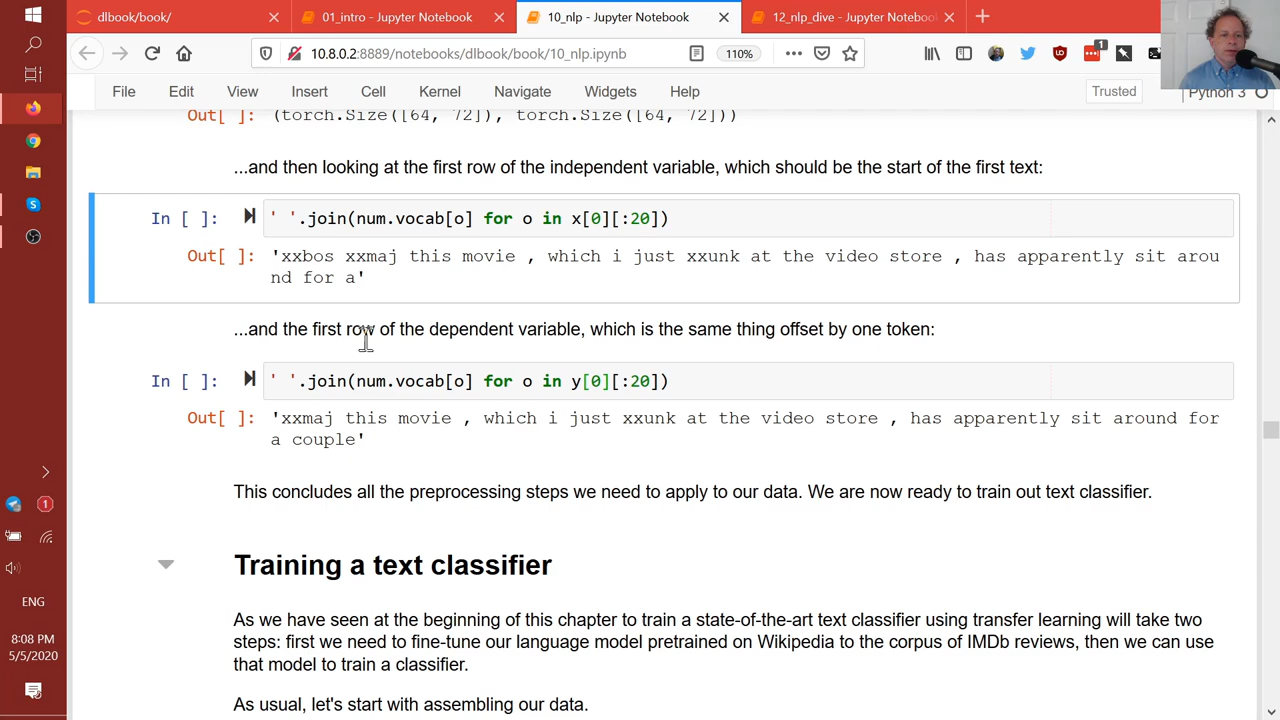 dlbook/book/
01_intro - Jupyter Notebook
10_nlp - Jupyter Notebook
12_nlp_dive - Jupyter Notebook
10.8.0.2:8889/notebooks/dlbook/book/10_nlp.ipynb
110%
1
File Edit View Insert Cell Kernel Navigate Widgets Help
Trusted
Python 3
Out[ ]: (torch.Size([64, 72]), torch.Size([64, 72]))
...and then looking at the first row of the independent variable, which should be the start of the first text:
In [ ]: ' '.join(num.vocab[o] for o in x[0][:20])
Out[ ]: 'xxbos xxmaj this movie , which i just xxunk at the video store , has apparently sit arou
nd for a'
...and the first row of the dependent variable, which is the same thing offset by one token:
In [ ]: ' '.join(num.vocab[o] for o in y[0][:20])
Out[ ]: 'xxmaj this movie , which i just xxunk at the video store , has apparently sit around for
a couple'
This concludes all the preprocessing steps we need to apply to our data. We are now ready to train out text classifier.
Training a text classifier
As we have seen at the beginning of this chapter to train a state-of-the-art text classifier using transfer learning will take two
steps: first we need to fine-tune our language model pretrained on Wikipedia to the corpus of IMDb reviews, then we can use
that model to train a classifier.
As usual, let's start with assembling our data.
1
ENG
8:08 PM
5/5/2020